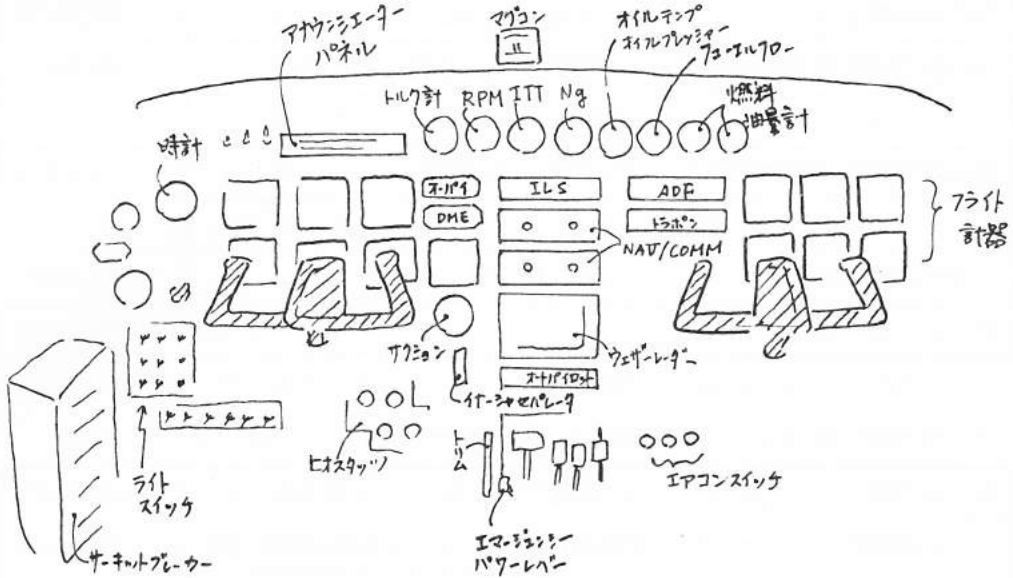 アナウンシエーター
パネル
マグコン
オイルテンプ
オイルプレッシャー
フューエルフロー
トルク計
RPM
ITT
Ng
燃料
油量計
時計
オーパイ
DME
ILS
ADF
トラポン
NAV/COMM
フライト
計器
サクション
ウェザーレーダー
オートパイロット
イナーシャセパレータ
ヒオスタッツ
トリム
エアコンスイッチ
ライト
スイッチ
サーキットブレーカー
エマージェンシー
パワーレバー